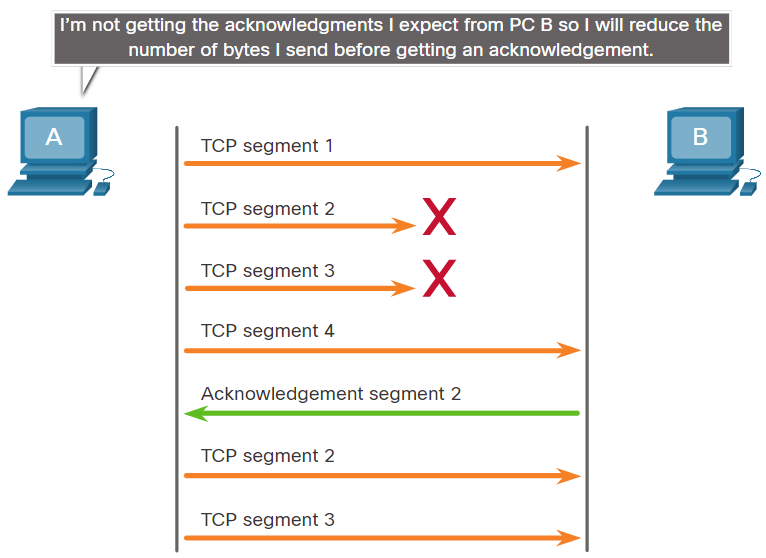 I'm not getting the acknowledgments I expect from PC B so I will reduce the
number of bytes I send before getting an acknowledgement.
A
B
TCP segment 1
TCP segment 2
X
TCP segment 3
X
TCP segment 4
Acknowledgement segment 2
TCP segment 2
TCP segment 3